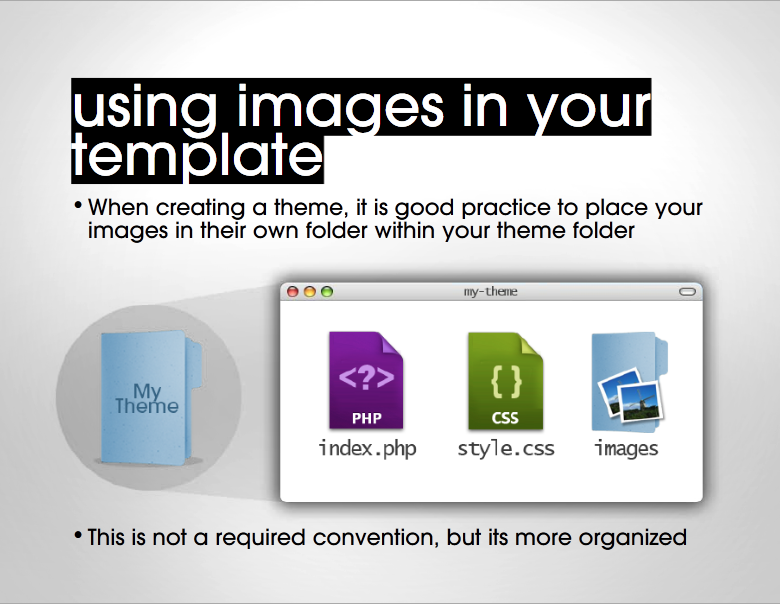 using images in your
template
• When creating a theme, it is good practice to place your
images in their own folder within your theme folder
my-theme
My
Theme
<?>
PHP
{}
CSS
index.php
style.css
images
• This is not a required convention, but its more organized